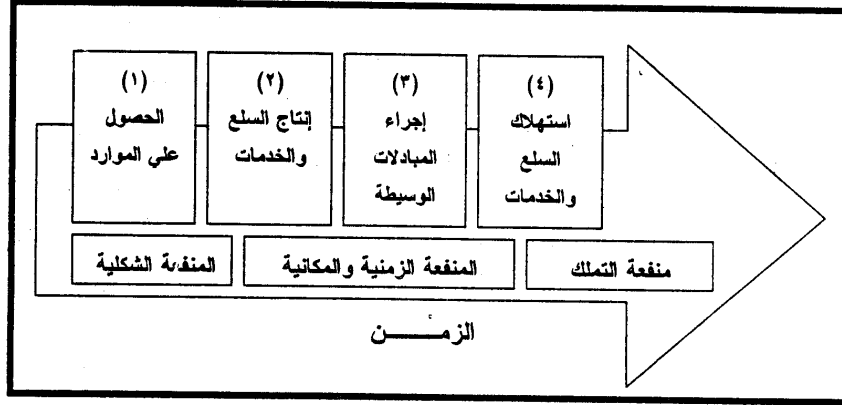 (١)
الحصول
علي الموارد
(٢)
إنتاج السلع
والخدمات
(٣)
إجراء
المبادلات
الوسيطة
(٤)
استهلاك
السلع
والخدمات
المنفعة الشكلية
المنفعة الزمنية والمكانية
منفعة التملك
الزمــــــن